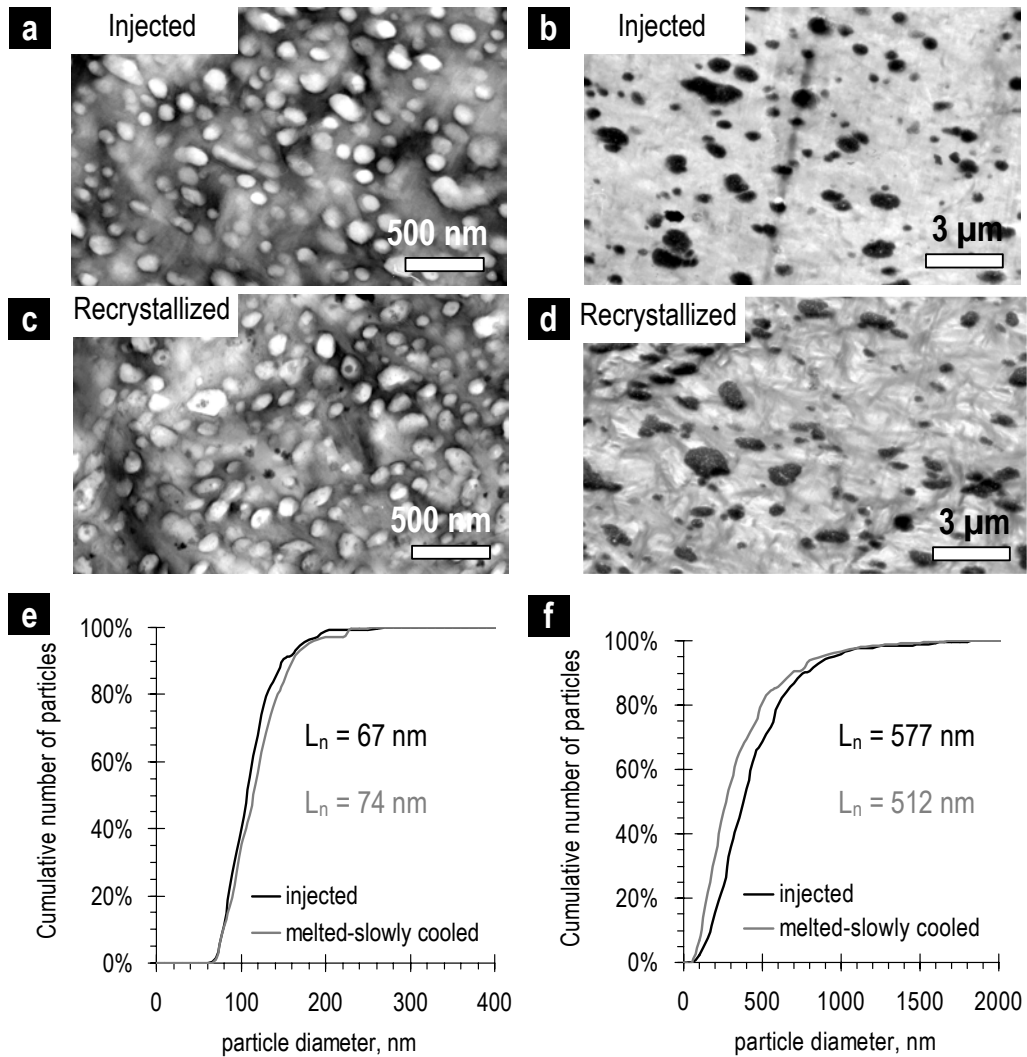 a
Injected
500 nm
b
Injected
3 µm
c
Recrystallized
500 nm
d
Recrystallized
3 µm
e
Cumulative number of particles
100%
80%
60%
40%
20%
0%
Lₙ = 67 nm
Lₙ = 74 nm
injected
melted-slowly cooled
0 100 200 300 400
particle diameter, nm
f
Cumulative number of particles
100%
80%
60%
40%
20%
0%
Lₙ = 577 nm
Lₙ = 512 nm
injected
melted-slowly cooled
0 500 1000 1500 2000
particle diameter, nm